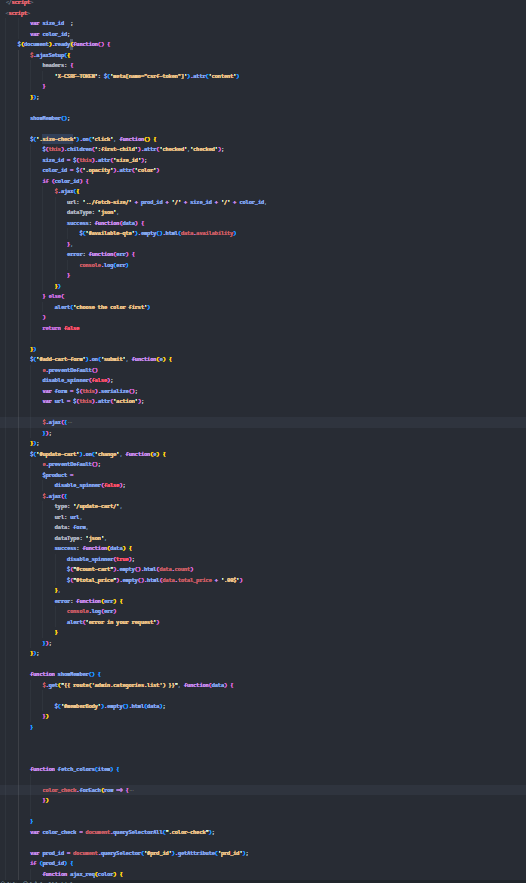 </script>
<script>
var size_id ;
var color_id;
$(document).ready(function() {
$.ajaxSetup({
headers: {
'X-CSRF-TOKEN': $('meta[name="csrf-token"]').attr('content')
}
});
showMember();
$(".size-check").on("click", function() {
$(this).children(":first-child").attr("checked","checked");
size_id = $(this).attr("size_id");
color_id = $(".opacity").attr("color")
if (color_id) {
$.ajax({
url: "../fetch-size/" + prod_id + "/" + size_id + "/" + color_id,
dataType: "json",
success: function(data) {
$("#available-qte").empty().html(data.availability)
},
error: function(err) {
console.log(err)
}
})
} else{
alert("choose the color first")
}
return false
})
$("#add-cart-form").on("submit", function(e) {
e.preventDefault()
disable_spinner(false);
var form = $(this).serialize();
var url = $(this).attr("action");
$.ajax({
});
});
$("#update-cart").on("change", function(e) {
e.preventDefault();
$product =
disable_spinner(false);
$.ajax({
type: "/update-cart/",
url: url,
data: form,
dataType: "json",
success: function(data) {
disable_spinner(true);
$("#count-cart").empty().html(data.count)
$("#total_price").empty().html(data.total_price + ".00$")
},
error: function(err) {
console.log(err)
alert("error in your request")
}
});
});
function showMember() {
$.get("{{ route('admin.categories.list') }}", function(data) {
$('#memberBody').empty().html(data);
})
}
function fetch_colors(item) {
color_check.forEach(row => {
})
}
var color_check = document.querySelectorAll(".color-check");
var prod_id = document.querySelector("#prd_id").getAttribute("prd_id");
if (prod_id) {
function ajax_req(color) {